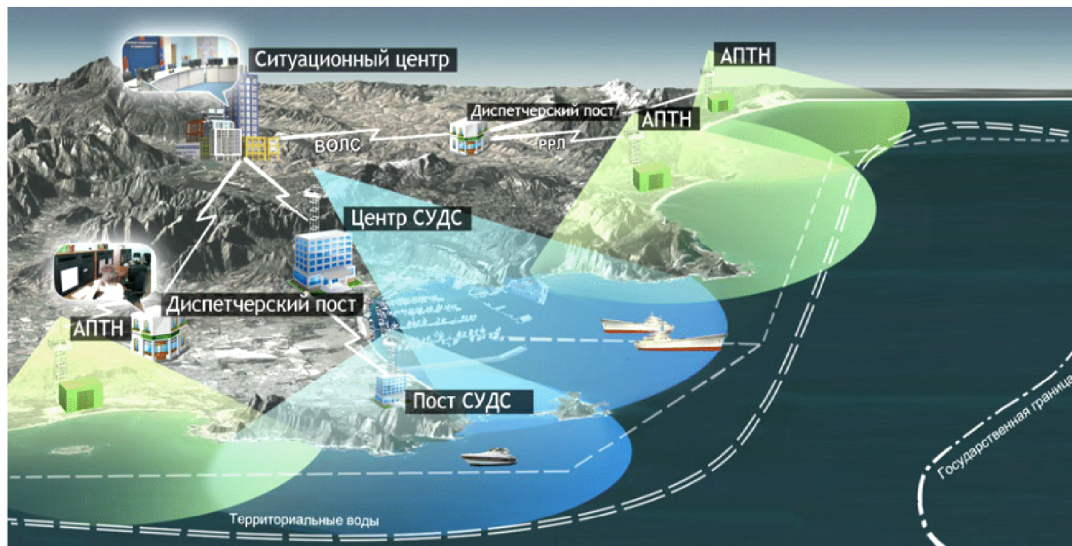 Ситуационный центр
АПТН
Диспетчерский пост
АПТН
ВОЛС
РРЛ
Центр СУДС
Диспетчерский пост
АПТН
Пост СУДС
Государственная граница
Территориальные воды